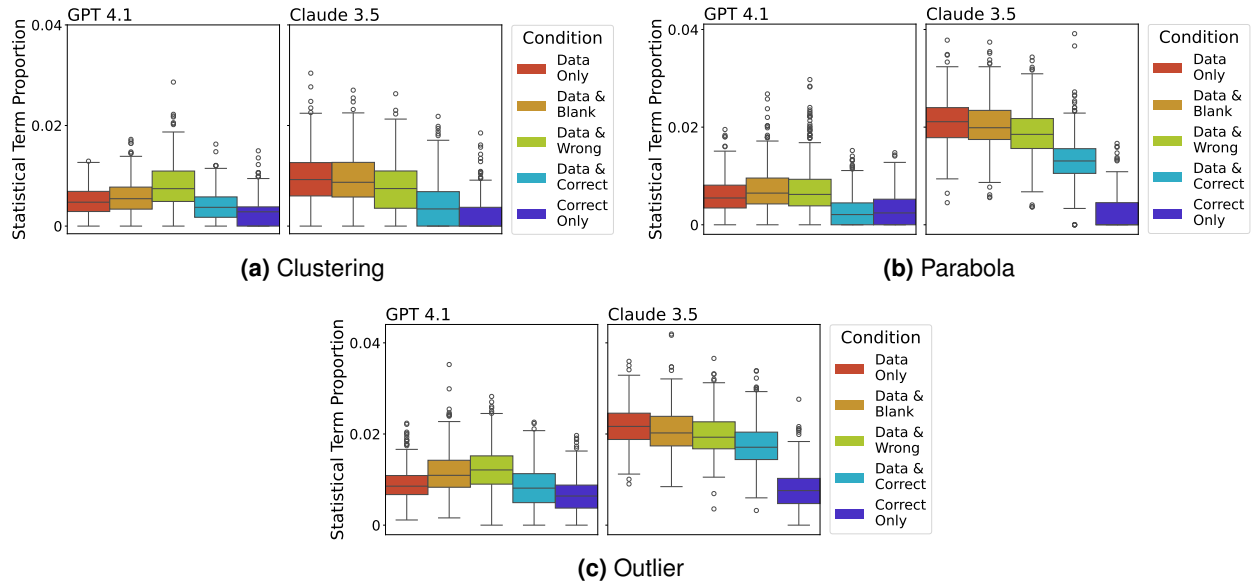 GPT 4.1
Claude 3.5
Statistical Term Proportion
0.04
0.02
0
Condition
Data
Only
Data &
Blank
Data &
Wrong
Data &
Correct
Correct
Only
(a) Clustering
GPT 4.1
Claude 3.5
Statistical Term Proportion
0.04
0.02
0
Condition
Data
Only
Data &
Blank
Data &
Wrong
Data &
Correct
Correct
Only
(b) Parabola
GPT 4.1
Claude 3.5
Statistical Term Proportion
0.04
0.02
0
Condition
Data
Only
Data &
Blank
Data &
Wrong
Data &
Correct
Correct
Only
(c) Outlier